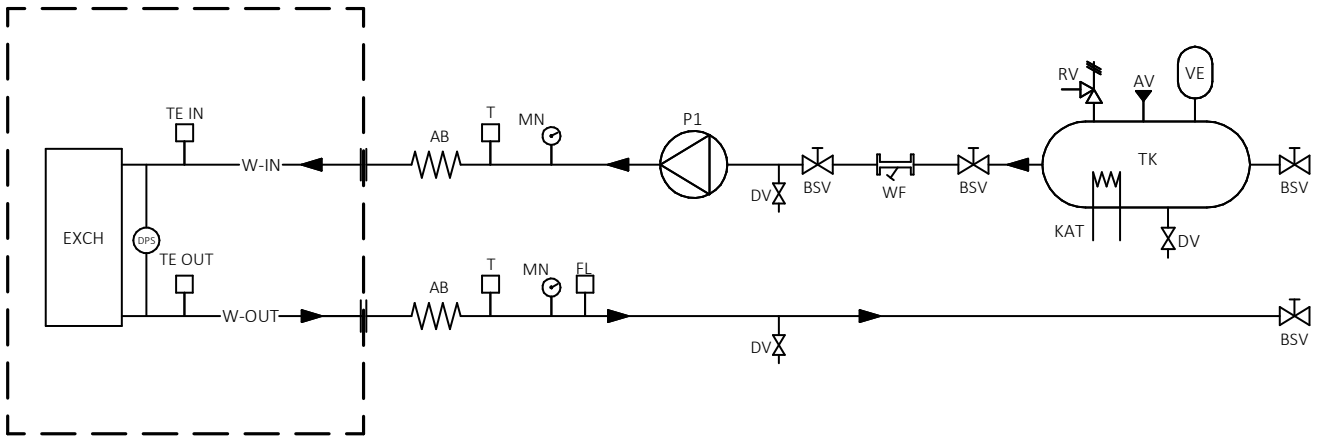 RV
AV
VE
TE IN
T
MN
P1
AB
TK
W-IN
DV
BSV
WF
BSV
BSV
EXCH
DPS
KAT
DV
TE OUT
T
MN
FL
AB
W-OUT
DV
BSV